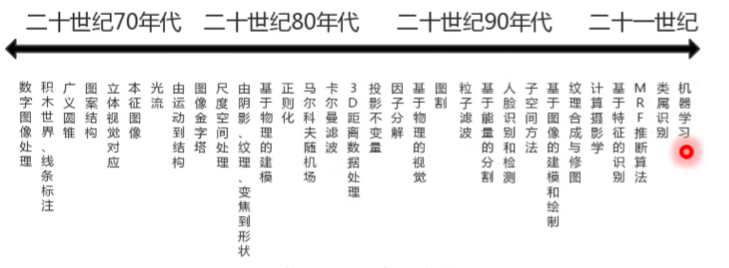 二十世纪70年代
二十世纪80年代
二十世纪90年代
二十一世纪
数字图像处理
积木世界、线条标注
广义圆锥
图案结构
立体视觉对应
本征图像
光流
由运动到结构
图像金字塔
尺度空间处理
由阴影、纹理、变焦到形状
基于物理的建模
正则化
马尔科夫随机场
卡尔曼滤波
3D距离数据处理
投影不变量
因子分解
基于物理的视觉
图割
粒子滤波
基于能量的分割
人脸识别和检测
子空间方法
基于图像的建模和绘制
纹理合成与修图
计算摄影学
基于特征的识别
MRF推断算法
类属识别
机器学习